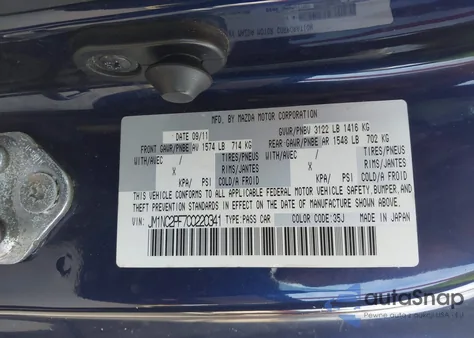 MFD. BY MAZDA MOTOR CORPORATION
DATE 09/11 GVWR/PNBV 3122 LB 1416 KG
FRONT GAWR/PNBE AV 1574 LB 714 KG REAR GAWR/PNBE AR 1548 LB 702 KG
WITH/AVEC / TIRES/PNEUS WITH/AVEC / TIRES/PNEUS
X RIMS/JANTES X RIMS/JANTES
KPA/ PSI COLD/A FROID KPA/ PSI COLD/A FROID
THIS VEHICLE CONFORMS TO ALL APPLICABLE FEDERAL MOTOR VEHICLE SAFETY, BUMPER, AND
THEFT PREVENTION STANDARDS IN EFFECT ON THE DATE OF MANUFACTURE SHOWN ABOVE.
VIN: JM1NC2FF7C0220341 TYPE:PASS CAR COLOR CODE:35J MADE IN JAPAN
autoSnap